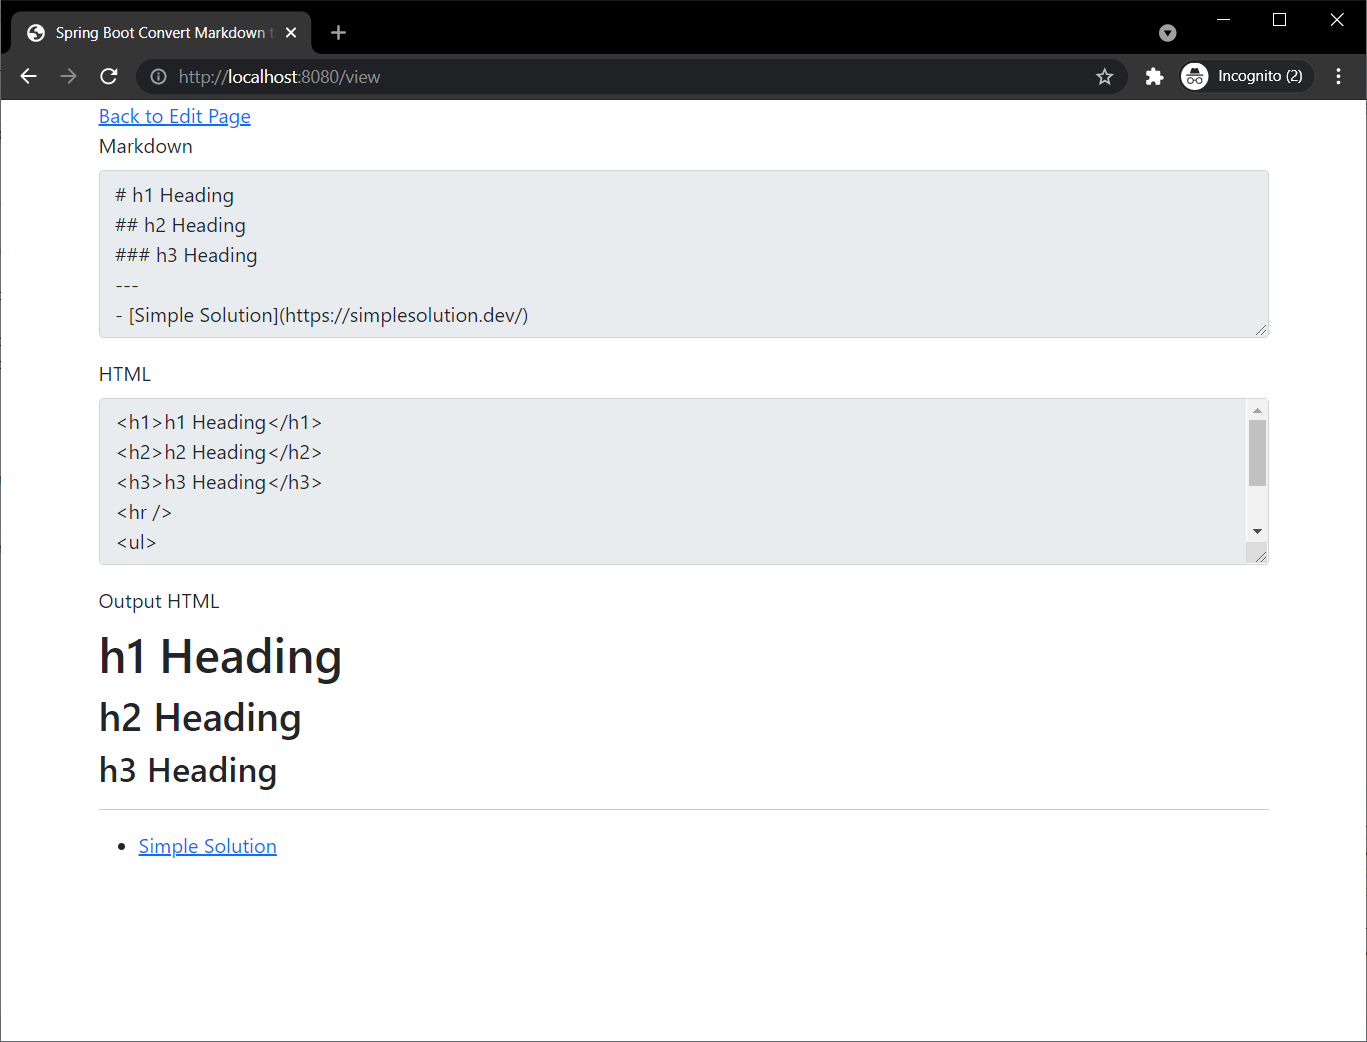 Spring Boot Convert Markdown t
http://localhost:8080/view
Incognito (2)
Back to Edit Page
Markdown
# h1 Heading
## h2 Heading
### h3 Heading
---
- [Simple Solution](https://simplesolution.dev/)
HTML
<h1>h1 Heading</h1>
<h2>h2 Heading</h2>
<h3>h3 Heading</h3>
<hr />
<ul>
Output HTML
h1 Heading
h2 Heading
h3 Heading
Simple Solution